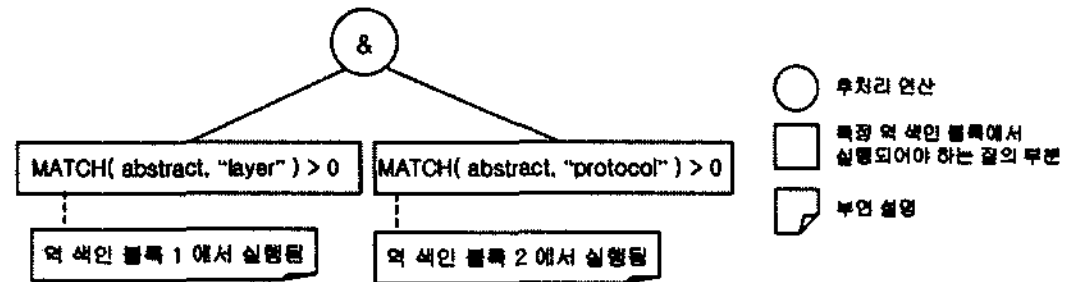 &
MATCH( abstract, "layer" ) > 0
MATCH( abstract, "protocol" ) > 0
역 색인 블록 1 에서 실행됨
역 색인 블록 2 에서 실행됨
후처리 연산
특정 역 색인 블록에서
실행되어야 하는 질의 부분
부연 설명